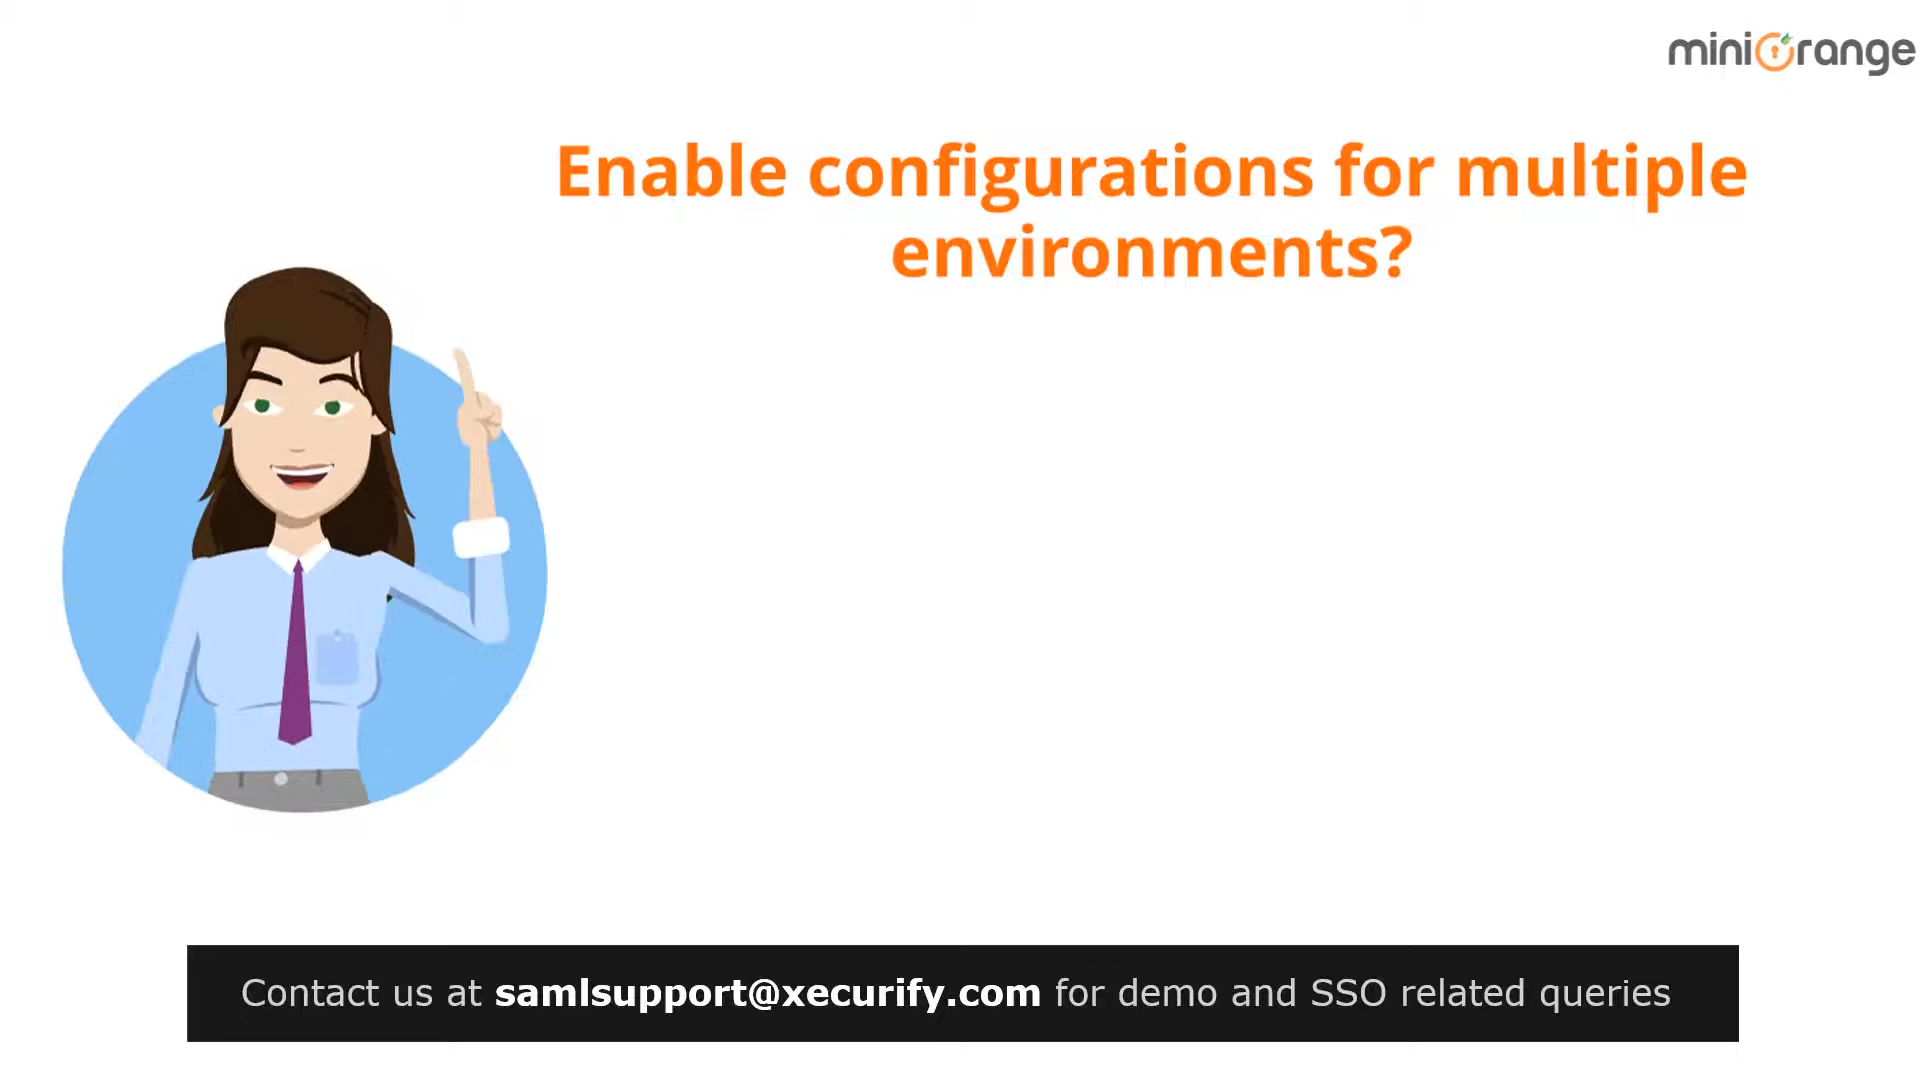 miniOrange
Enable configurations for multiple
environments?
Contact us at samlsupport@xecurify.com for demo and SSO related queries